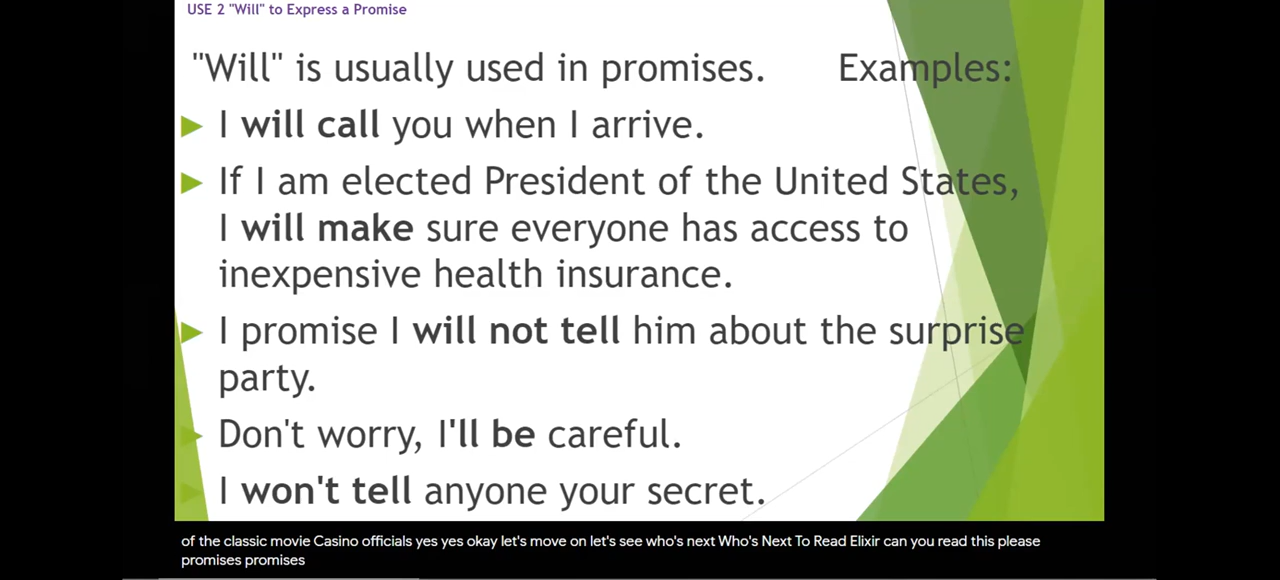 USE 2 "Will" to Express a Promise
"Will" is usually used in promises. Examples:
I will call you when I arrive.
If I am elected President of the United States,
I will make sure everyone has access to
inexpensive health insurance.
I promise I will not tell him about the surprise
party.
Don't worry, I'll be careful.
I won't tell anyone your secret.
of the classic movie Casino officials yes yes okay let's move on let's see who's next Who's Next To Read Elixir can you read this please
promises promises